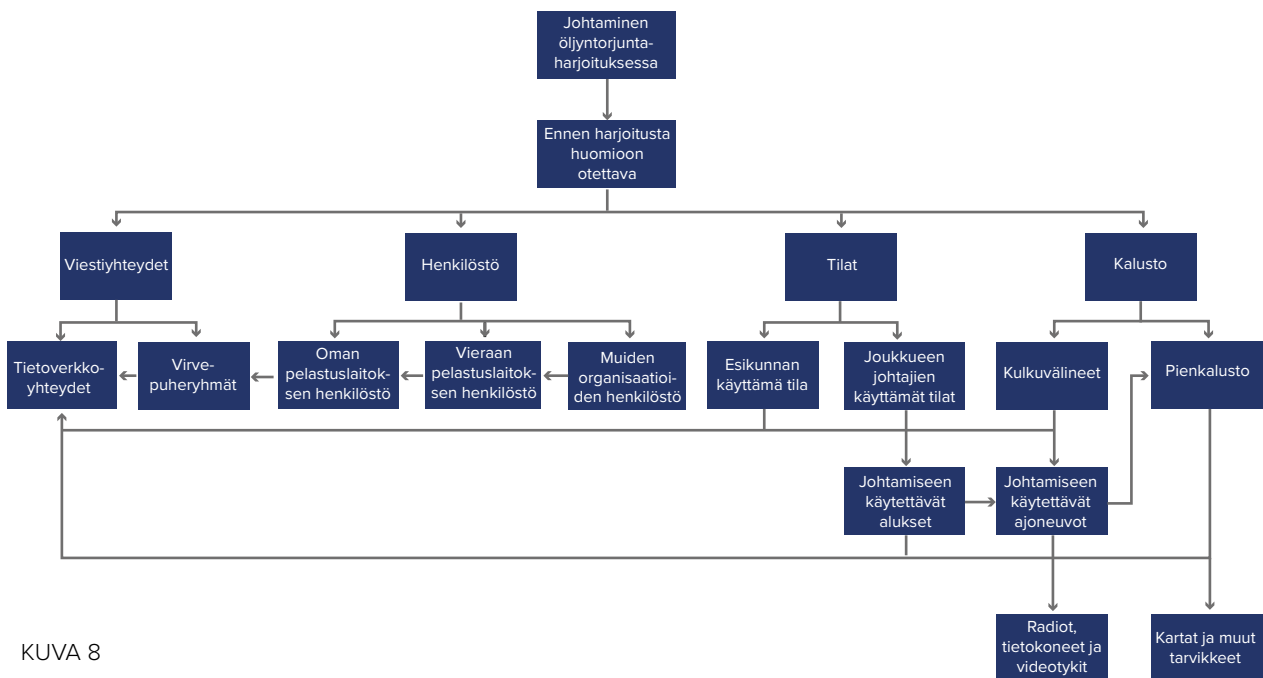 Johtaminen
öljyntorjunta-
harjoituksessa
Ennen harjoitusta
huomioon
otettava
Viestiyhteydet
Henkilöstö
Tilat
Kalusto
Tietoverkko-
yhteydet
Virve-
puheryhmät
Oman
pelastuslaitok-
sen henkilöstö
Vieraan
pelastuslaitok-
sen henkilöstö
Muiden
organisaatioi-
den henkilöstö
Esikunnan
käyttämä tila
Joukkueen
johtajien
käyttämät tilat
Kulkuvälineet
Pienkalusto
Johtamiseen
käytettävät
alukset
Johtamiseen
käytettävät
ajoneuvot
Radiot,
tietokoneet ja
videotykit
Kartat ja muut
tarvikkeet
KUVA 8